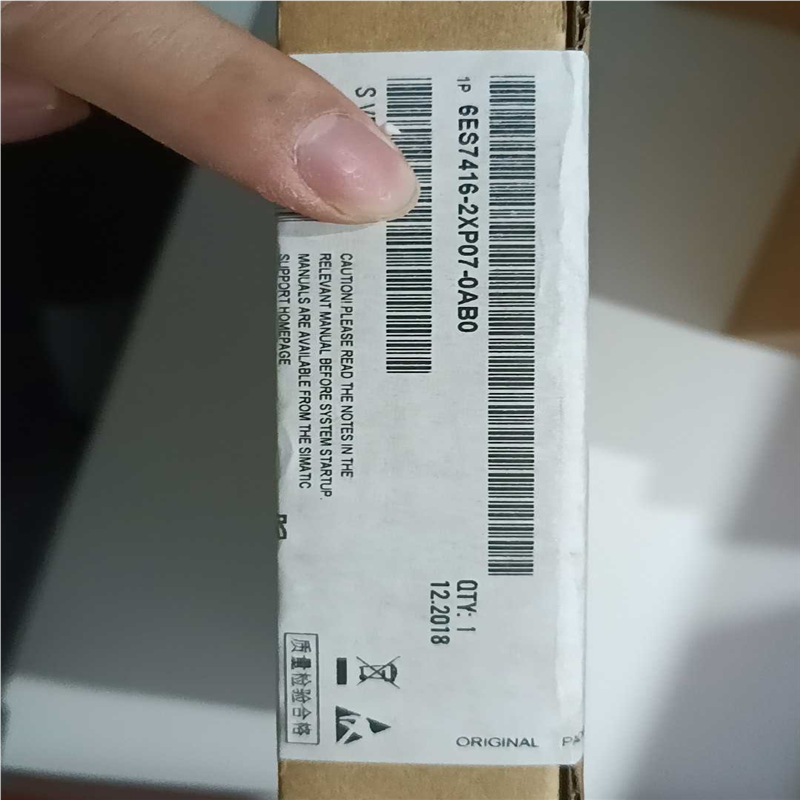 1P 6ES7416-2XP07-0AB0
S V
QTY: 1
12.2018
CAUTION! PLEASE READ THE NOTES IN THE
RELEVANT MANUAL BEFORE SYSTEM STARTUP.
MANUALS ARE AVAILABLE FROM THE SIMATIC
SUPPORT HOMEPAGE
质量检验合格
ORIGINAL